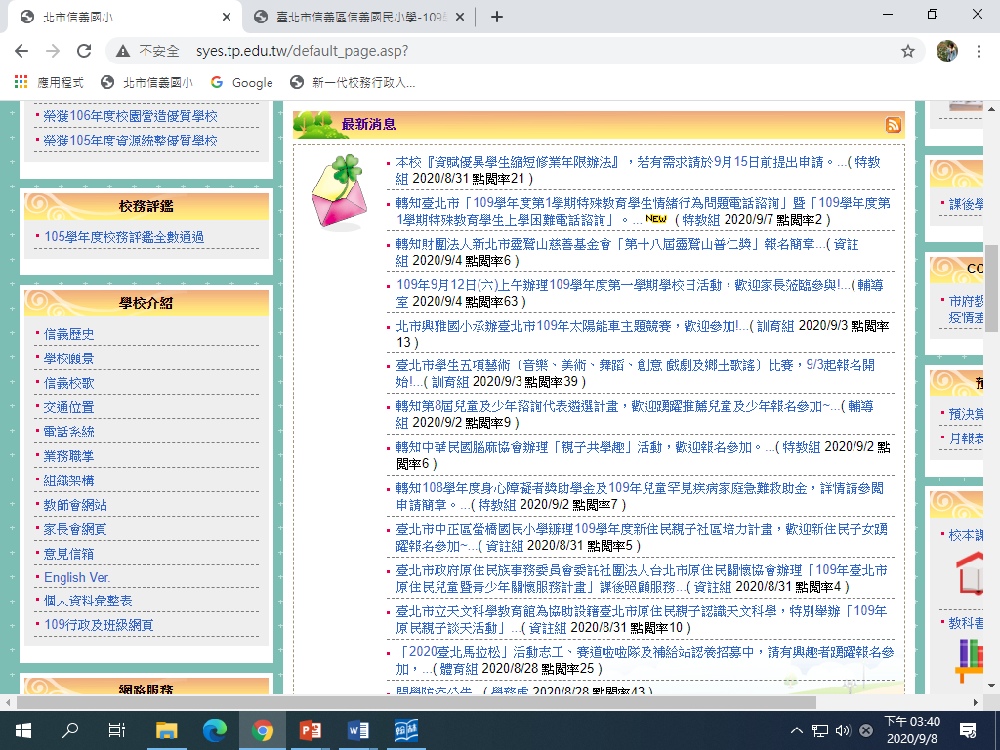 北市信義國小
臺北市信義區信義國民小學-109
不安全
syes.tp.edu.tw/default_page.asp?
應用程式
北市信義國小
Google
新一代校務行政入...
榮獲106年度校園營造優質學校
榮獲105年度資源統整優質學校
校務評鑑
105學年度校務評鑑全數通過
學校介紹
信義歷史
學校願景
信義校歌
交通位置
電話系統
業務職掌
組織架構
教師會網站
家長會網頁
意見信箱
English Ver.
個人資料彙整表
109行政及班級網頁
網路服務
最新消息
本校『資賦優異學生縮短修業年限辦法』，若有需求請於9月15日前提出申請。...( 特教
組 2020/8/31 點閱率21 )
轉知臺北市「109學年度第1學期特殊教育學生情緒行為問題電話諮詢」暨「109學年度第
1學期特殊教育學生上學困難電話諮詢」。... NEW ( 特教組 2020/9/7 點閱率2 )
轉知財團法人新北市靈鷲山慈善基金會「第十八屆靈鷲山普仁獎」報名簡章...( 資註
組 2020/9/4 點閱率6 )
109年9月12日(六)上午辦理109學年度第一學期學校日活動，歡迎家長蒞臨參與!...( 輔導
室 2020/9/4 點閱率63 )
北市興雅國小承辦臺北市109年太陽能車主題競賽，歡迎參加!...( 訓育組 2020/9/3 點閱率
13 )
臺北市學生五項藝術〔音樂、美術、舞蹈、創意 戲劇及鄉土歌謠〕比賽，9/3起報名開
始!...( 訓育組 2020/9/3 點閱率39 )
轉知第8屆兒童及少年諮詢代表遴選計畫，歡迎踴躍推薦兒童及少年報名參加~...( 輔導
組 2020/9/2 點閱率9 )
轉知中華民國腦麻協會辦理「親子共學趣」活動，歡迎報名參加。...( 特教組 2020/9/2 點
閱率6 )
轉知108學年度身心障礙者獎助學金及109年兒童罕見疾病家庭急難救助金，詳情請參閱
申請簡章。...( 特教組 2020/9/2 點閱率7 )
臺北市中正區螢橋國民小學辦理109學年度新住民親子社區培力計畫，歡迎新住民子女踴
躍報名參加~...( 資註組 2020/8/31 點閱率5 )
臺北市政府原住民族事務委員會委託社團法人台北市原住民關懷協會辦理「109年臺北市
原住民兒童暨青少年關懷服務計畫」課後照顧服務...( 資註組 2020/8/31 點閱率4 )
臺北市立天文科學教育館為協助設籍臺北市原住民親子認識天文科學，特別舉辦「109年
原民親子談天活動」...( 資註組 2020/8/31 點閱率10 )
「2020臺北馬拉松」活動志工、賽道啦啦隊及補給站認養招募中，請有興趣者踴躍報名參
加，...( 體育組 2020/8/28 點閱率25 )
開學防疫公告...( 學務處 2020/8/28 點閱率43 )
課後學
CO
市府教
疫情差
預決算
月報表
校本課
教科書
下午 03:40
2020/9/8